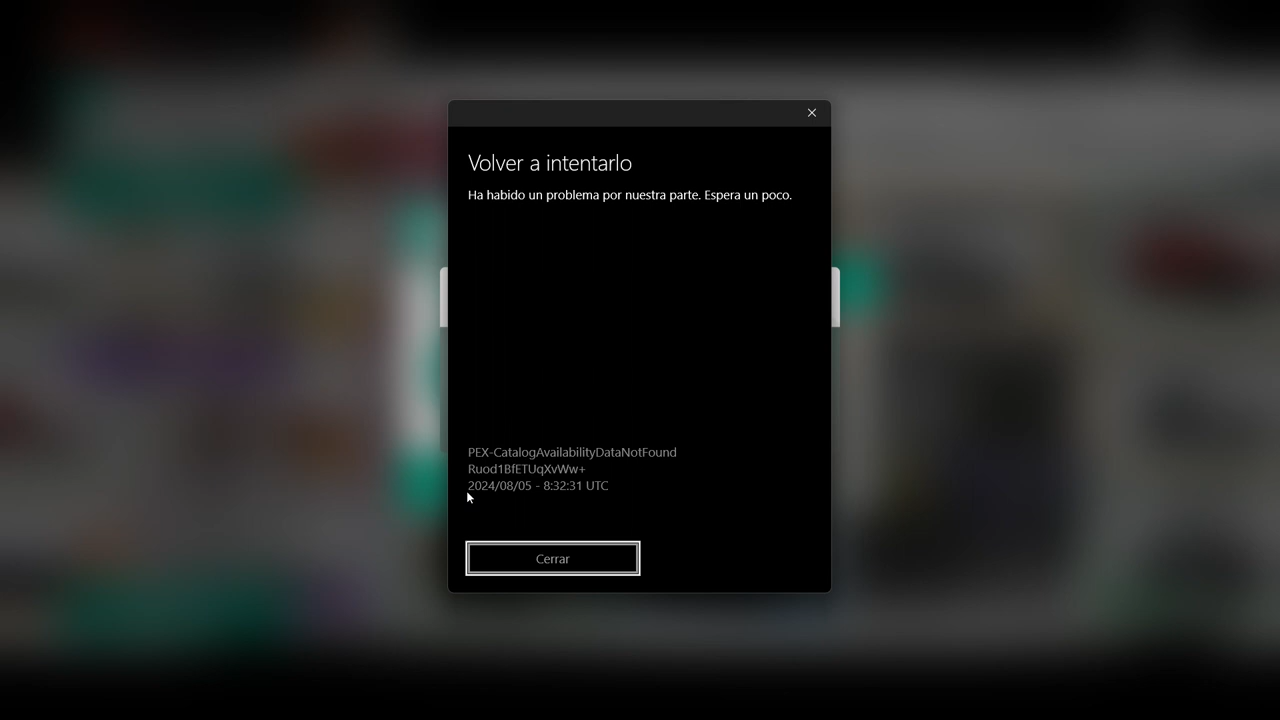 Volver a intentarlo
Ha habido un problema por nuestra parte. Espera un poco.
PEX-CatalogAvailabilityDataNotFound
Ruod1BfETUqXvWw+
2024/08/05 - 8:32:31 UTC
Cerrar